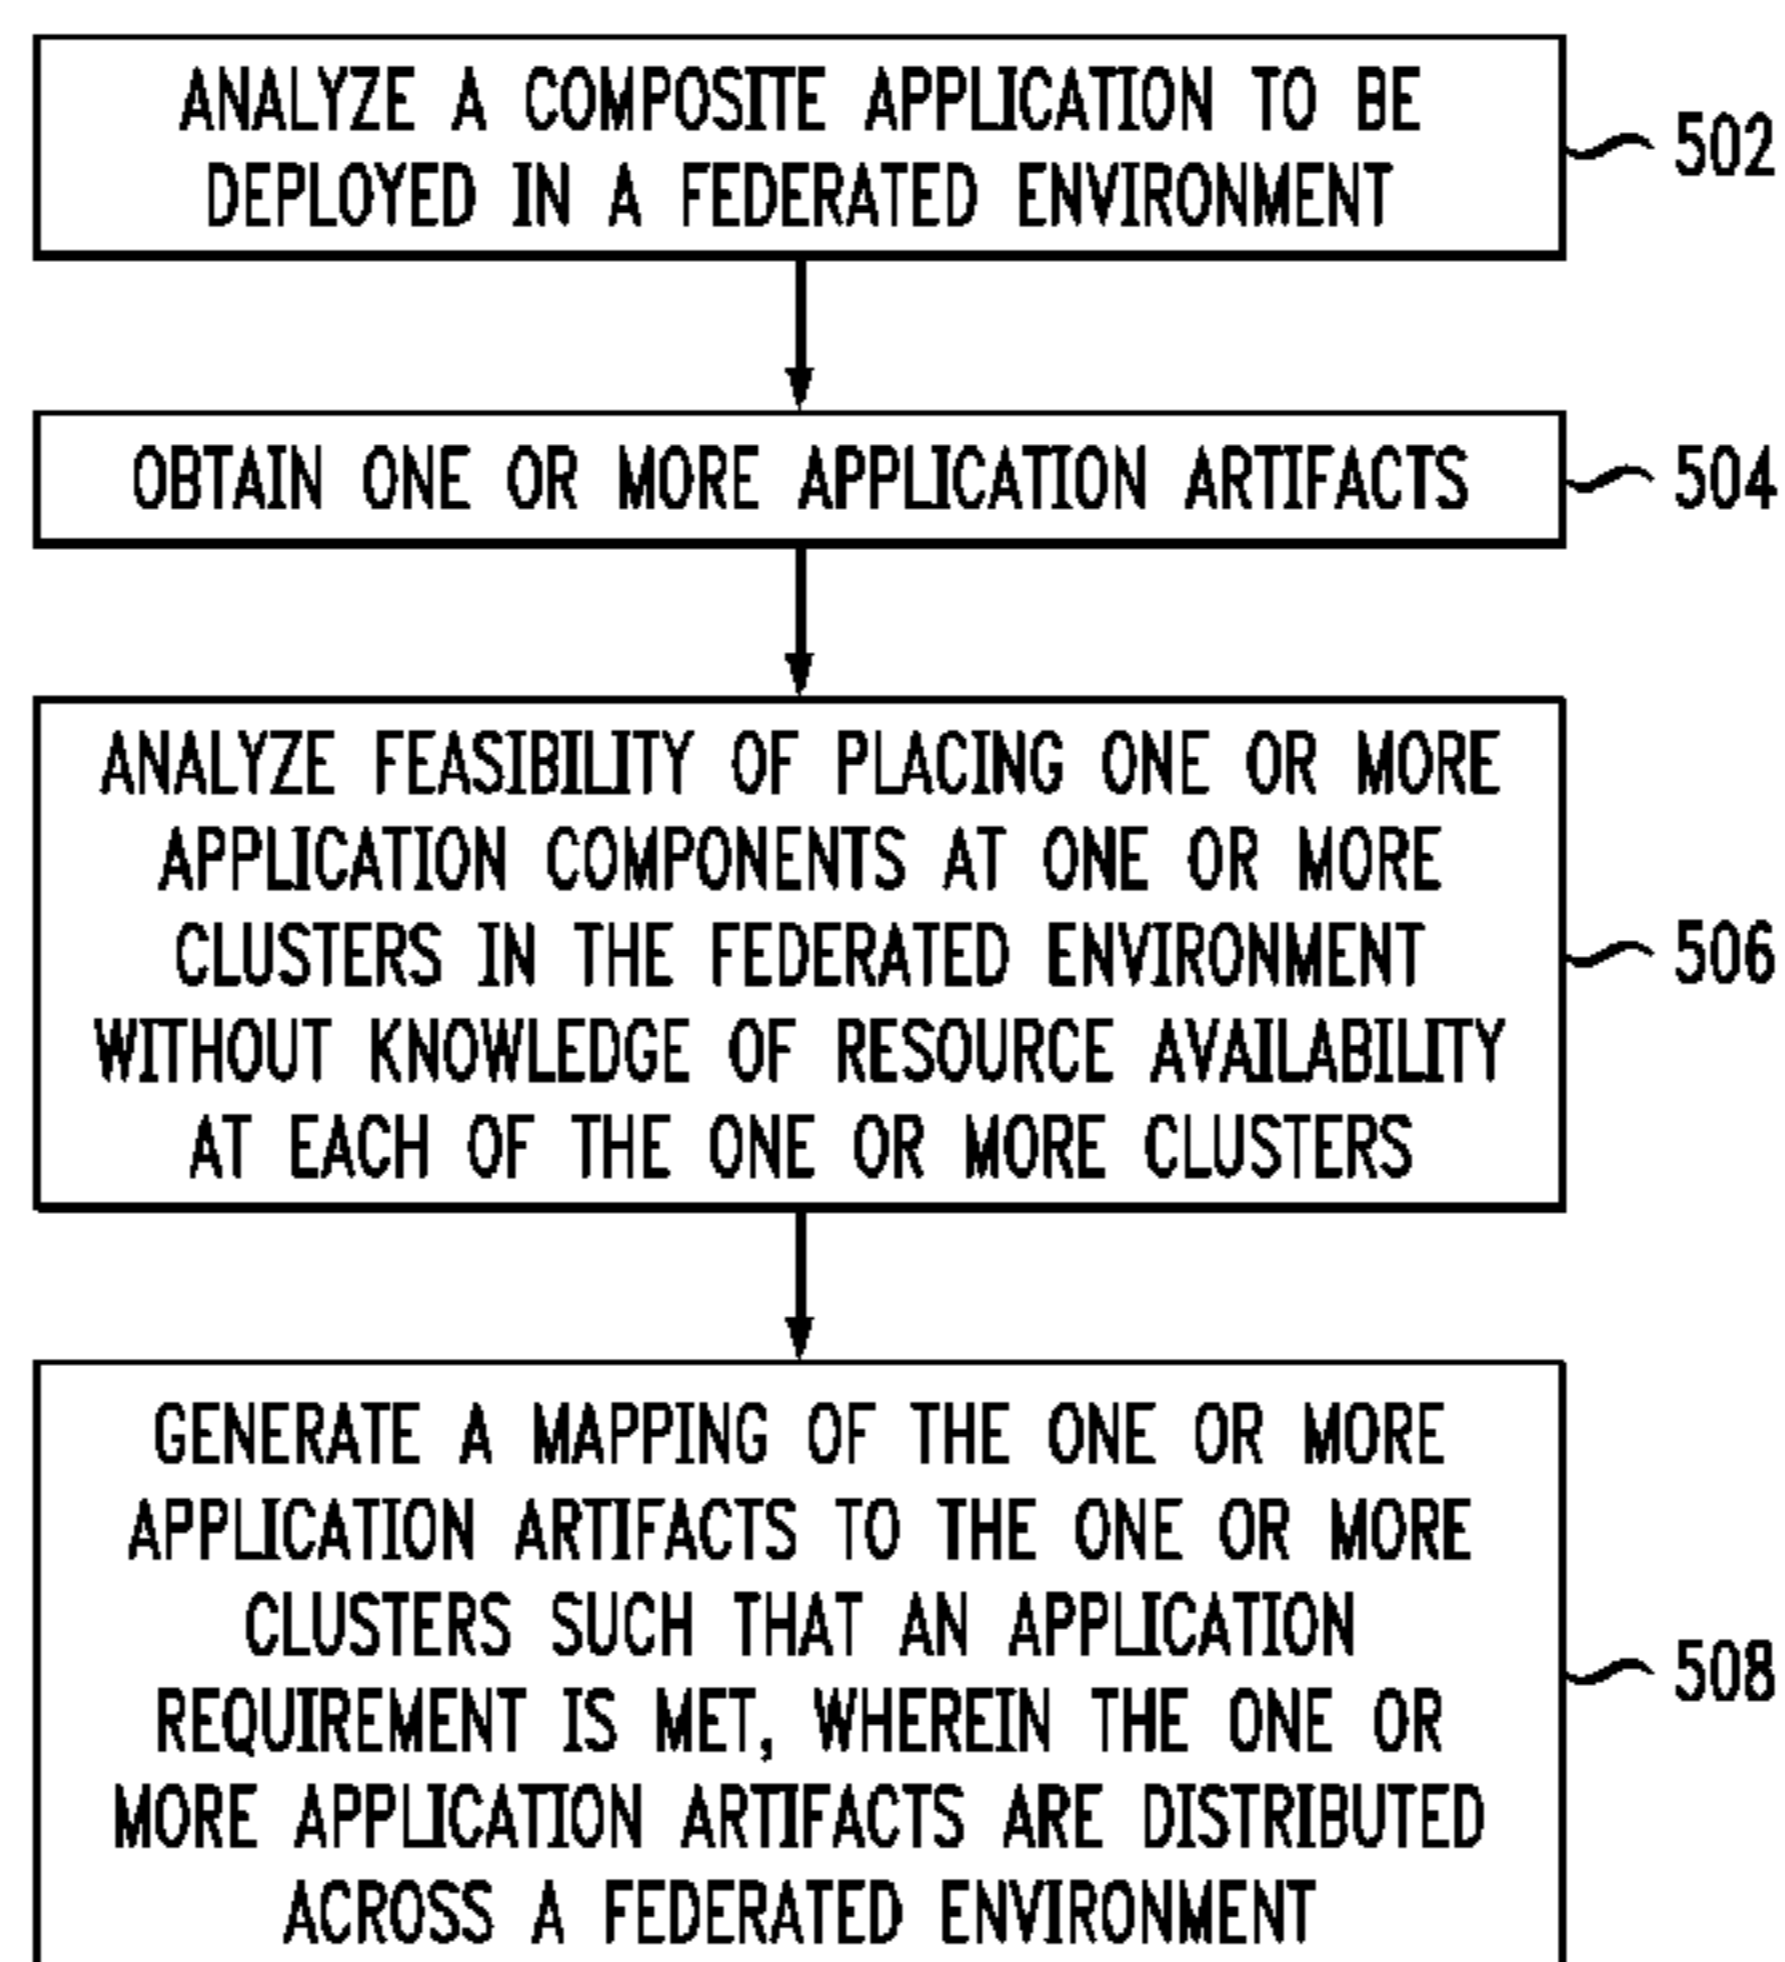 ANALYZE A COMPOSITE APPLICATION TO BE
DEPLOYED IN A FEDERATED ENVIRONMENT
502
OBTAIN ONE OR MORE APPLICATION ARTIFACTS
504
ANALYZE FEASIBILITY OF PLACING ONE OR MORE
APPLICATION COMPONENTS AT ONE OR MORE
CLUSTERS IN THE FEDERATED ENVIRONMENT
WITHOUT KNOWLEDGE OF RESOURCE AVAILABILITY
AT EACH OF THE ONE OR MORE CLUSTERS
506
GENERATE A MAPPING OF THE ONE OR MORE
APPLICATION ARTIFACTS TO THE ONE OR MORE
CLUSTERS SUCH THAT AN APPLICATION
REQUIREMENT IS MET, WHEREIN THE ONE OR
MORE APPLICATION ARTIFACTS ARE DISTRIBUTED
ACROSS A FEDERATED ENVIRONMENT
508